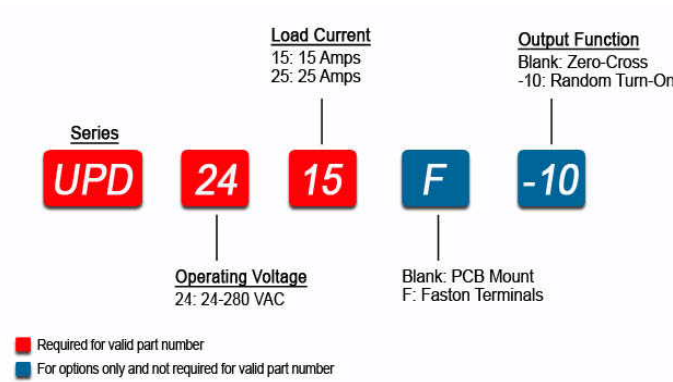 Load Current
15: 15 Amps
25: 25 Amps
Output Function
Blank: Zero-Cross
-10: Random Turn-On
Series
UPD 24 15 F -10
Operating Voltage
24: 24-280 VAC
Blank: PCB Mount
F: Faston Terminals
Required for valid part number
For options only and not required for valid part number